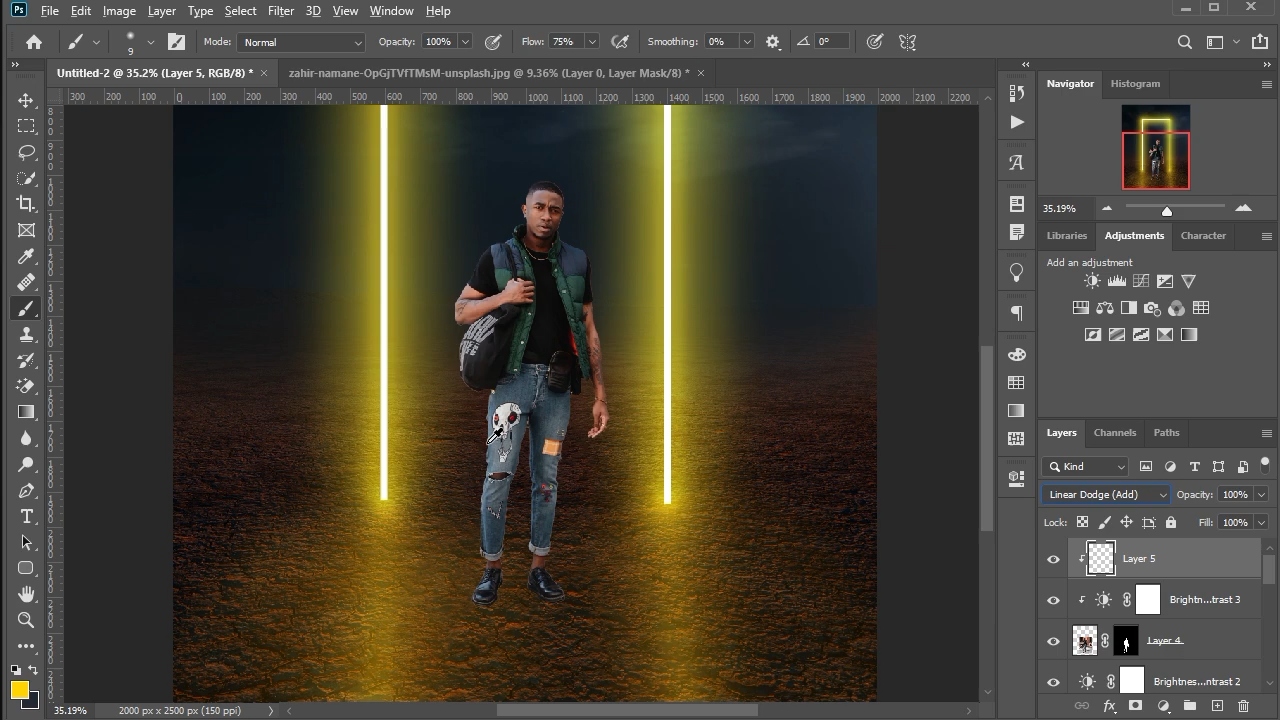 Ps File Edit Image Layer Type Select Filter 3D View Window Help
9 Mode: Normal Opacity: 100% Flow: 75% Smoothing: 0% 0°
Untitled-2 @ 35.2% (Layer 5, RGB/8) * × zahir-namane-OpGjTVfTMsM-unsplash.jpg @ 9.36% (Layer 0, Layer Mask/8) * ×
300 200 100 0 100 200 300 400 500 600 700 800 900 1000 1100 1200 1300 1400 1500 1600 1700 1800 1900 2000 2100 2200
Navigator Histogram
35.19%
Libraries Adjustments Character
Add an adjustment
Layers Channels Paths
Kind
Linear Dodge (Add) Opacity: 100%
Lock: Fill: 100%
Layer 5
Brightn...trast 3
Layer 4
Brightnes...ntrast 2
35.19% 2000 px x 2500 px (150 ppi)